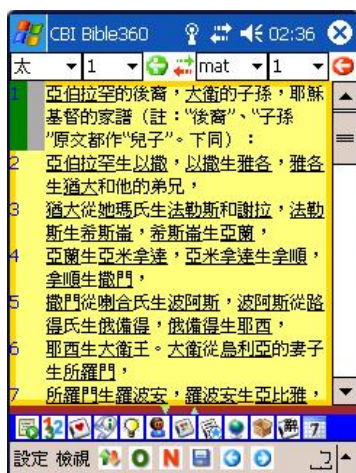 CBI Bible360 02:36
太 1 mat 1
1 亞伯拉罕的後裔，大衛的子孫，耶穌
基督的家譜（註：“後裔”、“子孫
”原文都作“兒子”。下同）：
2 亞伯拉罕生以撒，以撒生雅各，雅各
生猶大和他的弟兄，
3 猶大從她瑪氏生法勒斯和謝拉，法勒
斯生希斯崙，希斯崙生亞蘭，
4 亞蘭生亞米拿達，亞米拿達生拿順，
拿順生撒門，
5 撒門從喇合氏生波阿斯，波阿斯從路
得氏生俄備得，俄備得生耶西，
6 耶西生大衛王。大衛從烏利亞的妻子
生所羅門，
7 所羅門生羅波安，羅波安生亞比雅，
設定 檢視 O N